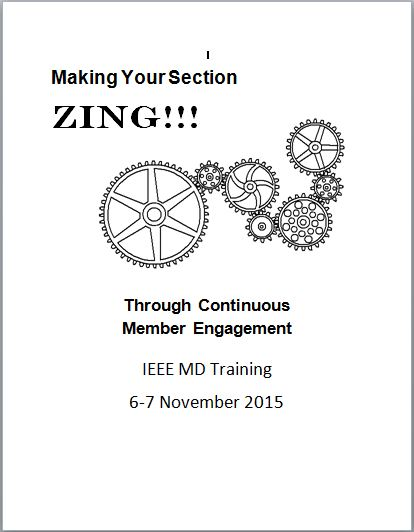 Making Your Section
ZING!!!
Through Continuous
Member Engagement
IEEE MD Training
6-7 November 2015